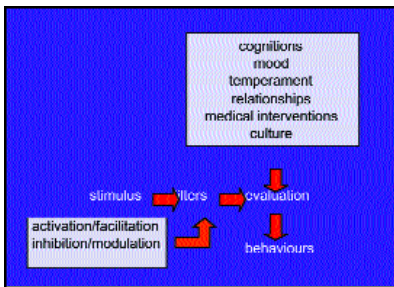 cognitions
mood
temperament
relationships
medical interventions
culture
stimulus filters evaluation
activation/facilitation
inhibition/modulation
behaviours